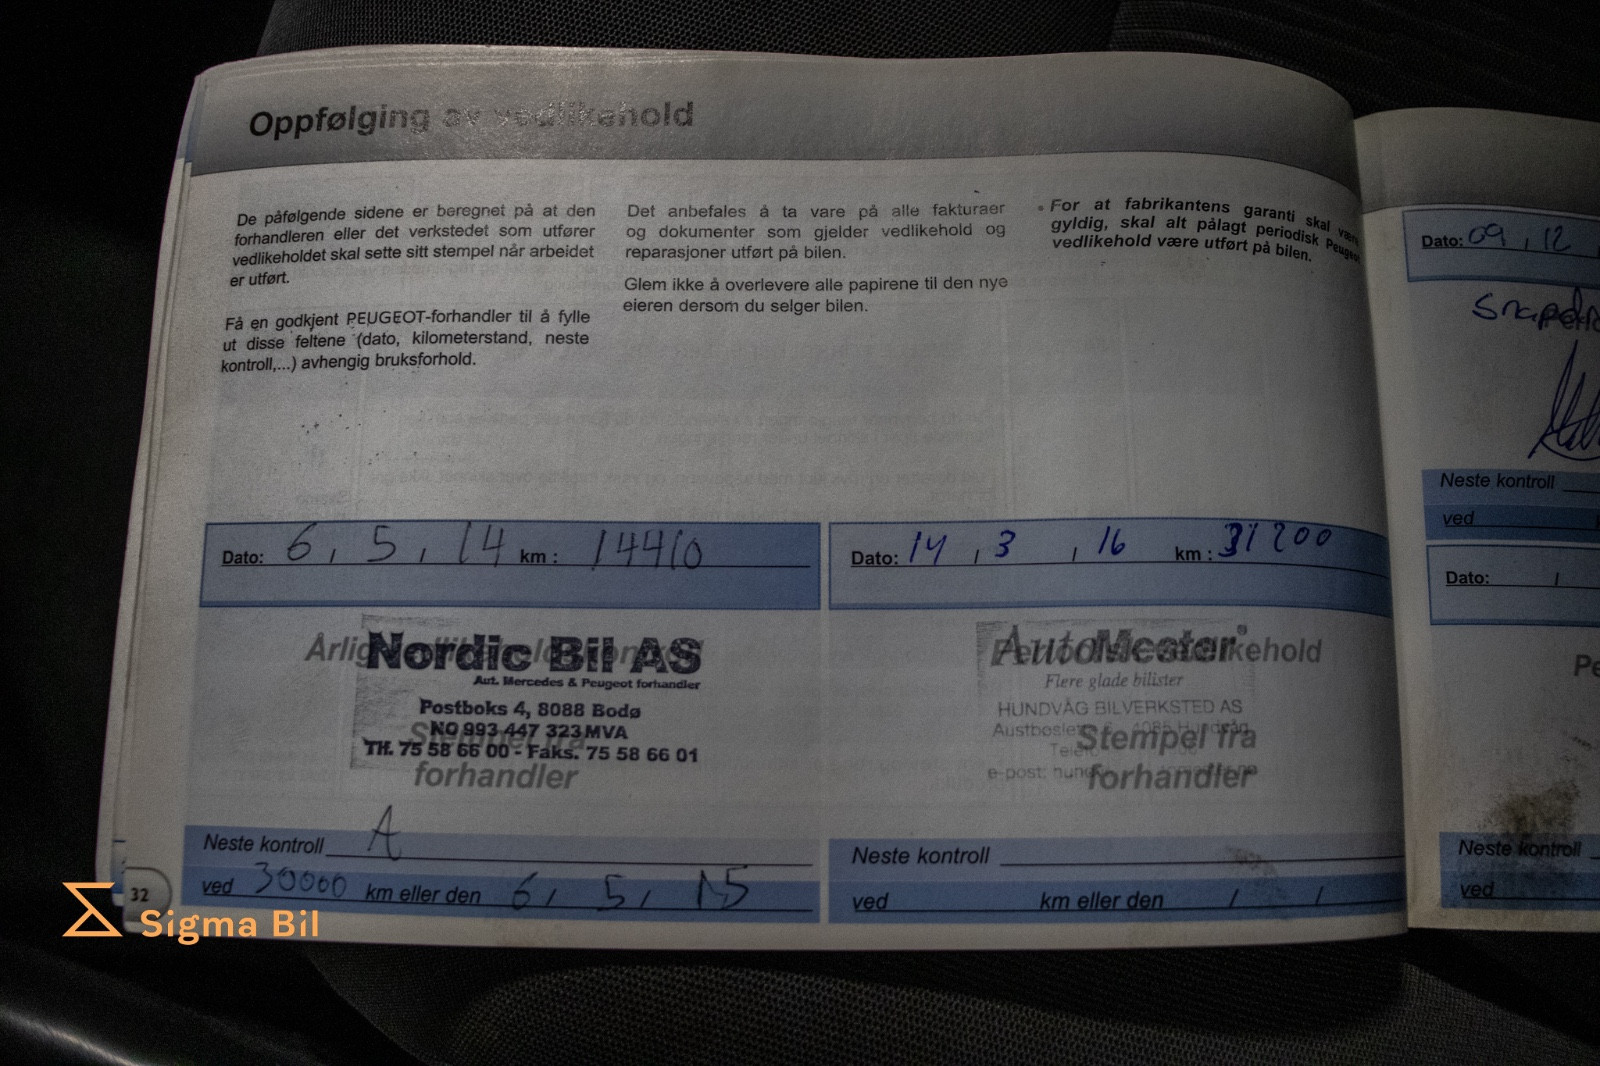 Oppfølging av vedlikehold
De påfølgende sidene er beregnet på at den
forhandleren eller det verkstedet som utfører
vedlikeholdet skal sette sitt stempel når arbeidet
er utført.
Få en godkjent PEUGEOT-forhandler til å fylle
ut disse feltene (dato, kilometerstand, neste
kontroll,...) avhengig bruksforhold.
Det anbefales å ta vare på alle fakturaer
og dokumenter som gjelder vedlikehold og
reparasjoner utført på bilen.
Glem ikke å overlevere alle papirene til den nye
eieren dersom du selger bilen.
For at fabrikantens garanti skal være
gyldig, skal alt pålagt periodisk Peugeot
vedlikehold være utført på bilen.
Dato: 6, 5, 14 km: 14410
Nordic Bil AS
Aut. Mercedes & Peugeot forhandler
Postboks 4, 8088 Bodø
NO 993 447 323 MVA
Tlf. 75 58 66 00 - Faks. 75 58 66 01
Stempel fra
forhandler
Neste kontroll A
ved 30000 km eller den 6, 5, 15
32
Dato: 14, 3, 16 km: 31200
AutoMester
Flere glade bilister
HUNDVÅG BILVERKSTED AS
4085 Hundvåg
Stempel fra
forhandler
Neste kontroll
ved km eller den / /
Dato: 09, 12
Neste kontroll
ved
Dato: /
Neste kontroll
ved
Sigma Bil